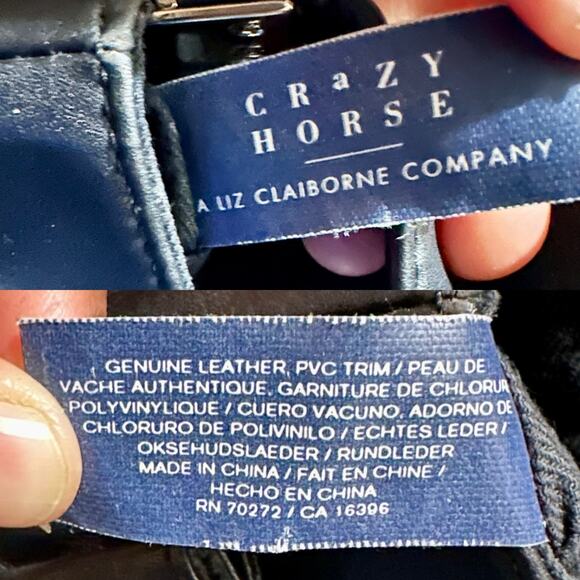 CRaZY
HORSE
A LIZ CLAIBORNE COMPANY
GENUINE LEATHER, PVC TRIM / PEAU DE
VACHE AUTHENTIQUE, GARNITURE DE CHLORUR
POLYVINYLIQUE / CUERO VACUNO, ADORNO DE
CHLORURO DE POLIVINILO / ECHTES LEDER /
OKSEHUDSLAEDER / RUNDLEDER
MADE IN CHINA / FAIT EN CHINE /
HECHO EN CHINA
RN 70272 / CA 16396